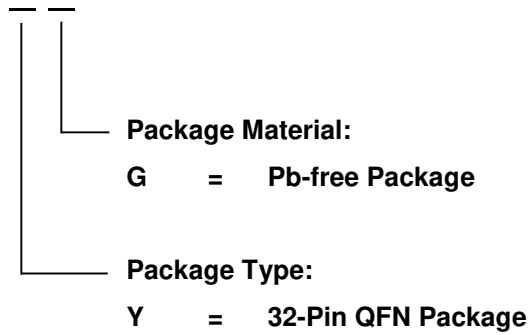 Package Material:
G = Pb-free Package
Package Type:
Y = 32-Pin QFN Package